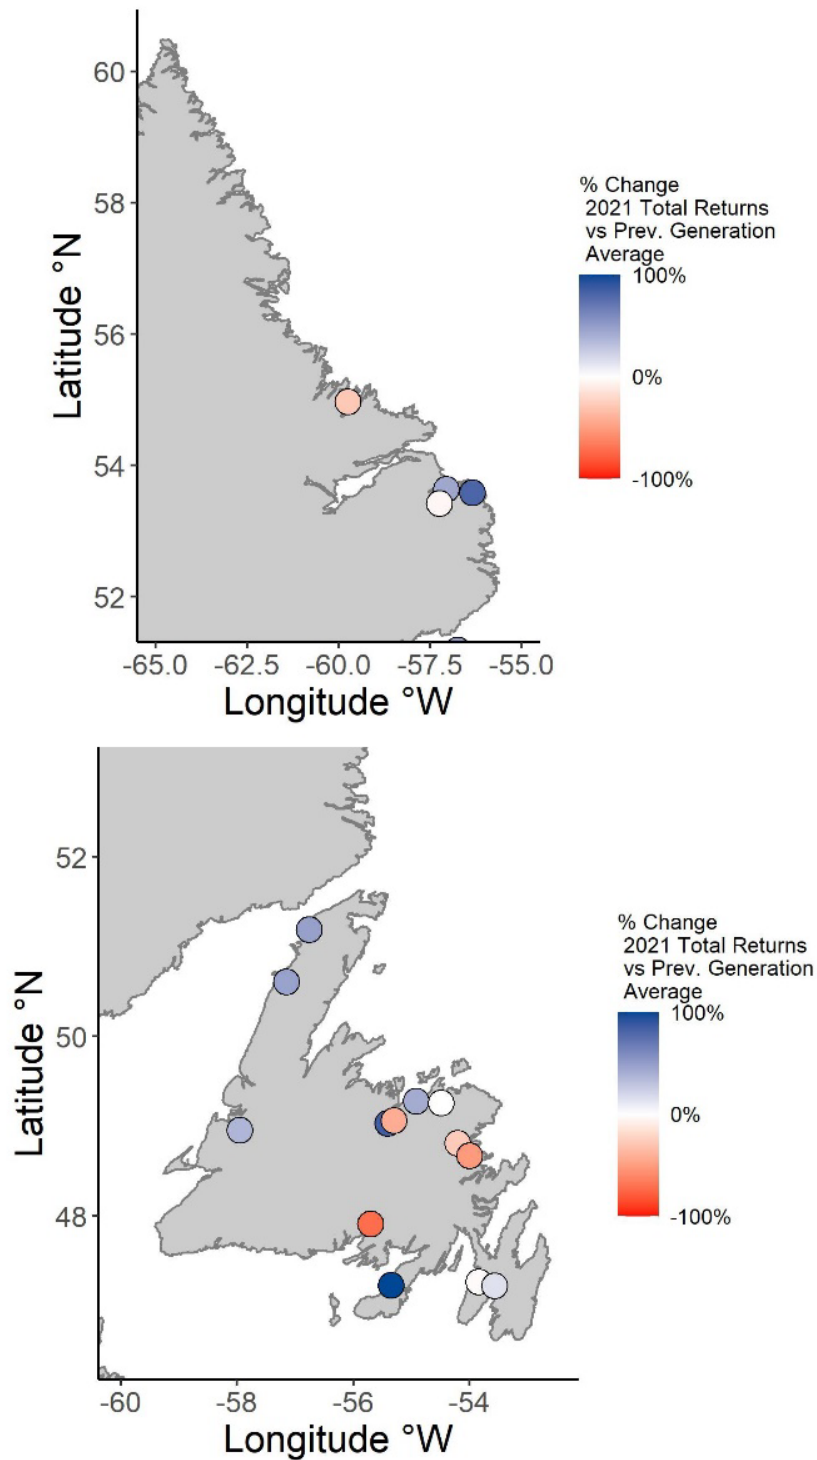 60
58
56
54
52
Latitude °N
-65.0 -62.5 -60.0 -57.5 -55.0
Longitude °W
% Change
2021 Total Returns
vs Prev. Generation
Average
100%
0%
-100%
52
50
48
Latitude °N
-60 -58 -56 -54
Longitude °W
% Change
2021 Total Returns
vs Prev. Generation
Average
100%
0%
-100%